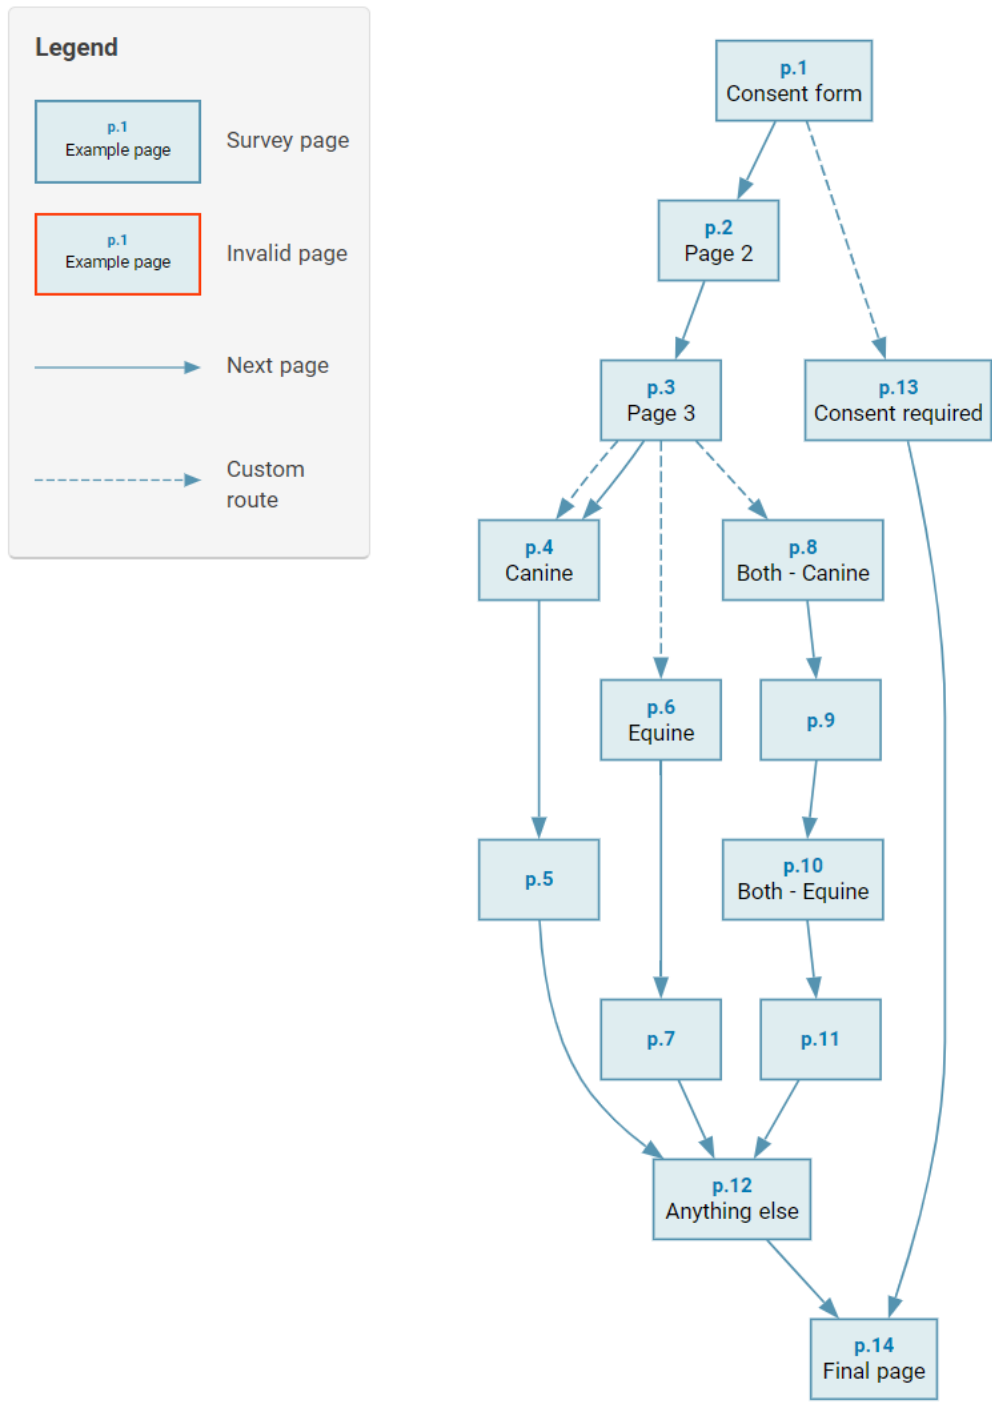 Legend
p.1
Example page
Survey page
p.1
Example page
Invalid page
Next page
Custom
route
p.1
Consent form
p.2
Page 2
p.3
Page 3
p.13
Consent required
p.4
Canine
p.8
Both - Canine
p.6
Equine
p.9
p.5
p.10
Both - Equine
p.7
p.11
p.12
Anything else
p.14
Final page